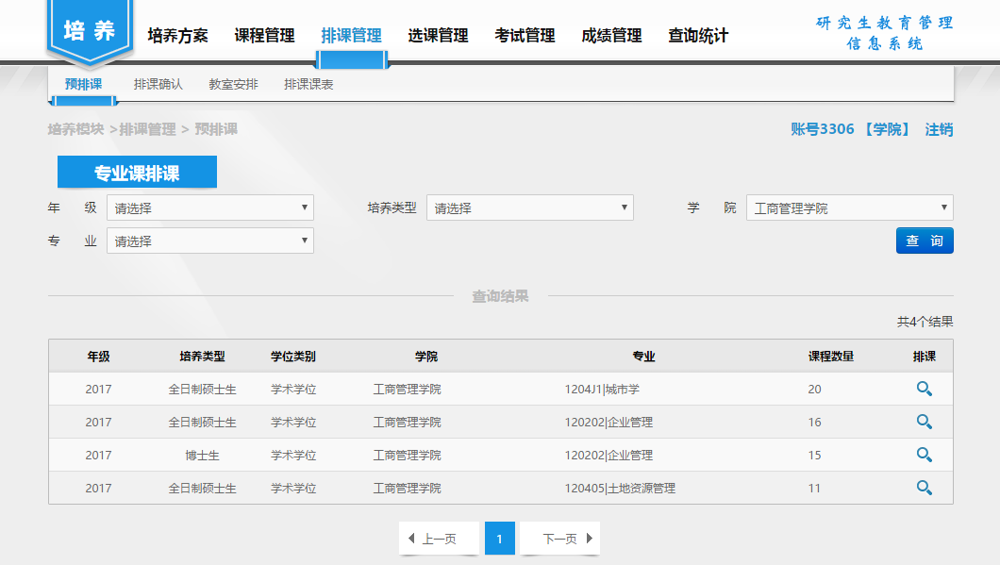 培 养
培养方案 课程管理 排课管理 选课管理 考试管理 成绩管理 查询统计
研究生教育管理
信息系统
预排课 排课确认 教室安排 排课课表
培养模块 >排课管理 > 预排课
账号3306 【学院】 注销
专业课排课
年 级 请选择 培养类型 请选择 学 院 工商管理学院
专 业 请选择 查 询
查询结果
共4个结果
年级 培养类型 学位类别 学院 专业 课程数量 排课
2017 全日制硕士生 学术学位 工商管理学院 1204J1|城市学 20
2017 全日制硕士生 学术学位 工商管理学院 120202|企业管理 16
2017 博士生 学术学位 工商管理学院 120202|企业管理 15
2017 全日制硕士生 学术学位 工商管理学院 120405|土地资源管理 11
上一页 1 下一页